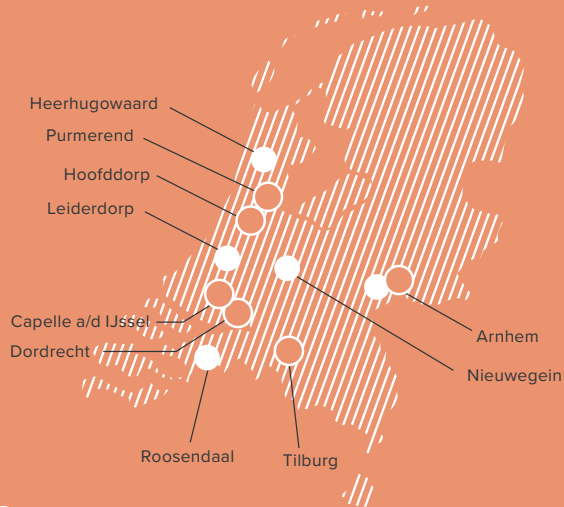 Heerhugowaard
Purmerend
Hoofddorp
Leiderdorp
Capelle a/d IJssel
Dordrecht
Arnhem
Nieuwegein
Roosendaal
Tilburg